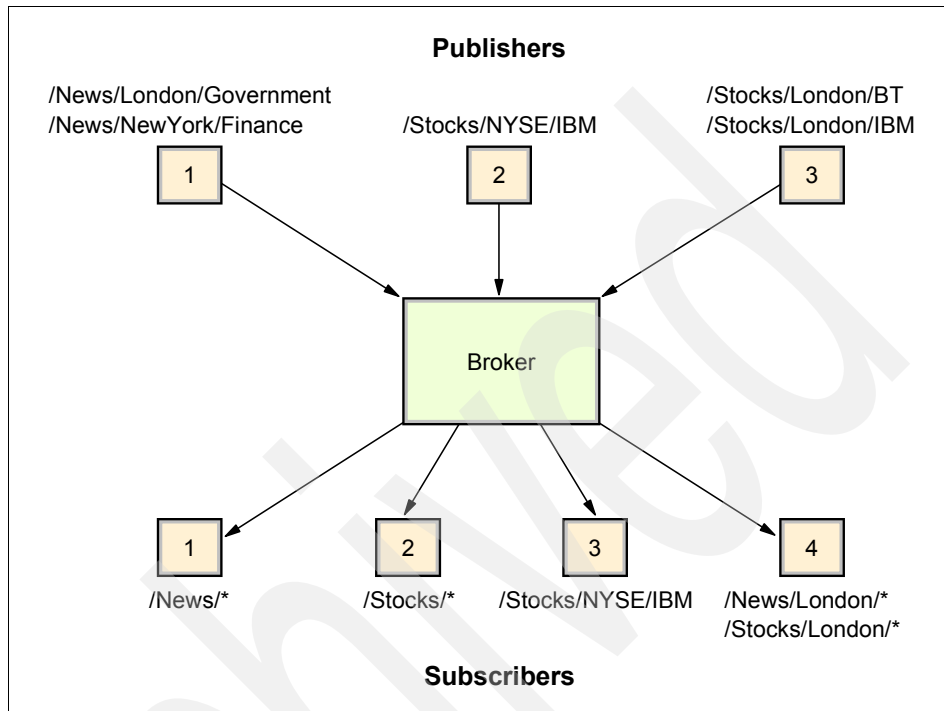 Publishers
/News/London/Government
/News/NewYork/Finance
/Stocks/NYSE/IBM
/Stocks/London/BT
/Stocks/London/IBM
1
2
3
Broker
1
2
3
4
/News/*
/Stocks/*
/Stocks/NYSE/IBM
/News/London/*
/Stocks/London/*
Subscribers